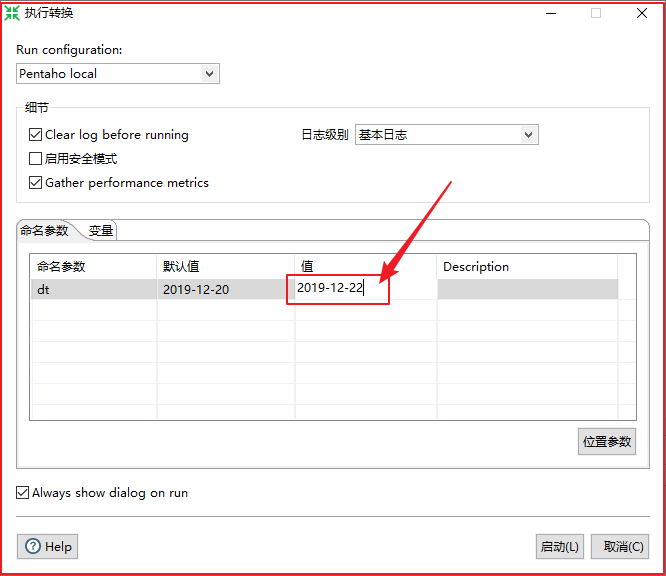 执行转换
Run configuration:
Pentaho local
细节
Clear log before running
日志级别 基本日志
启用安全模式
Gather performance metrics
命名参数 变量
命名参数 默认值 值 Description
dt 2019-12-20 2019-12-22
位置参数
Always show dialog on run
Help 启动(L) 取消(C)